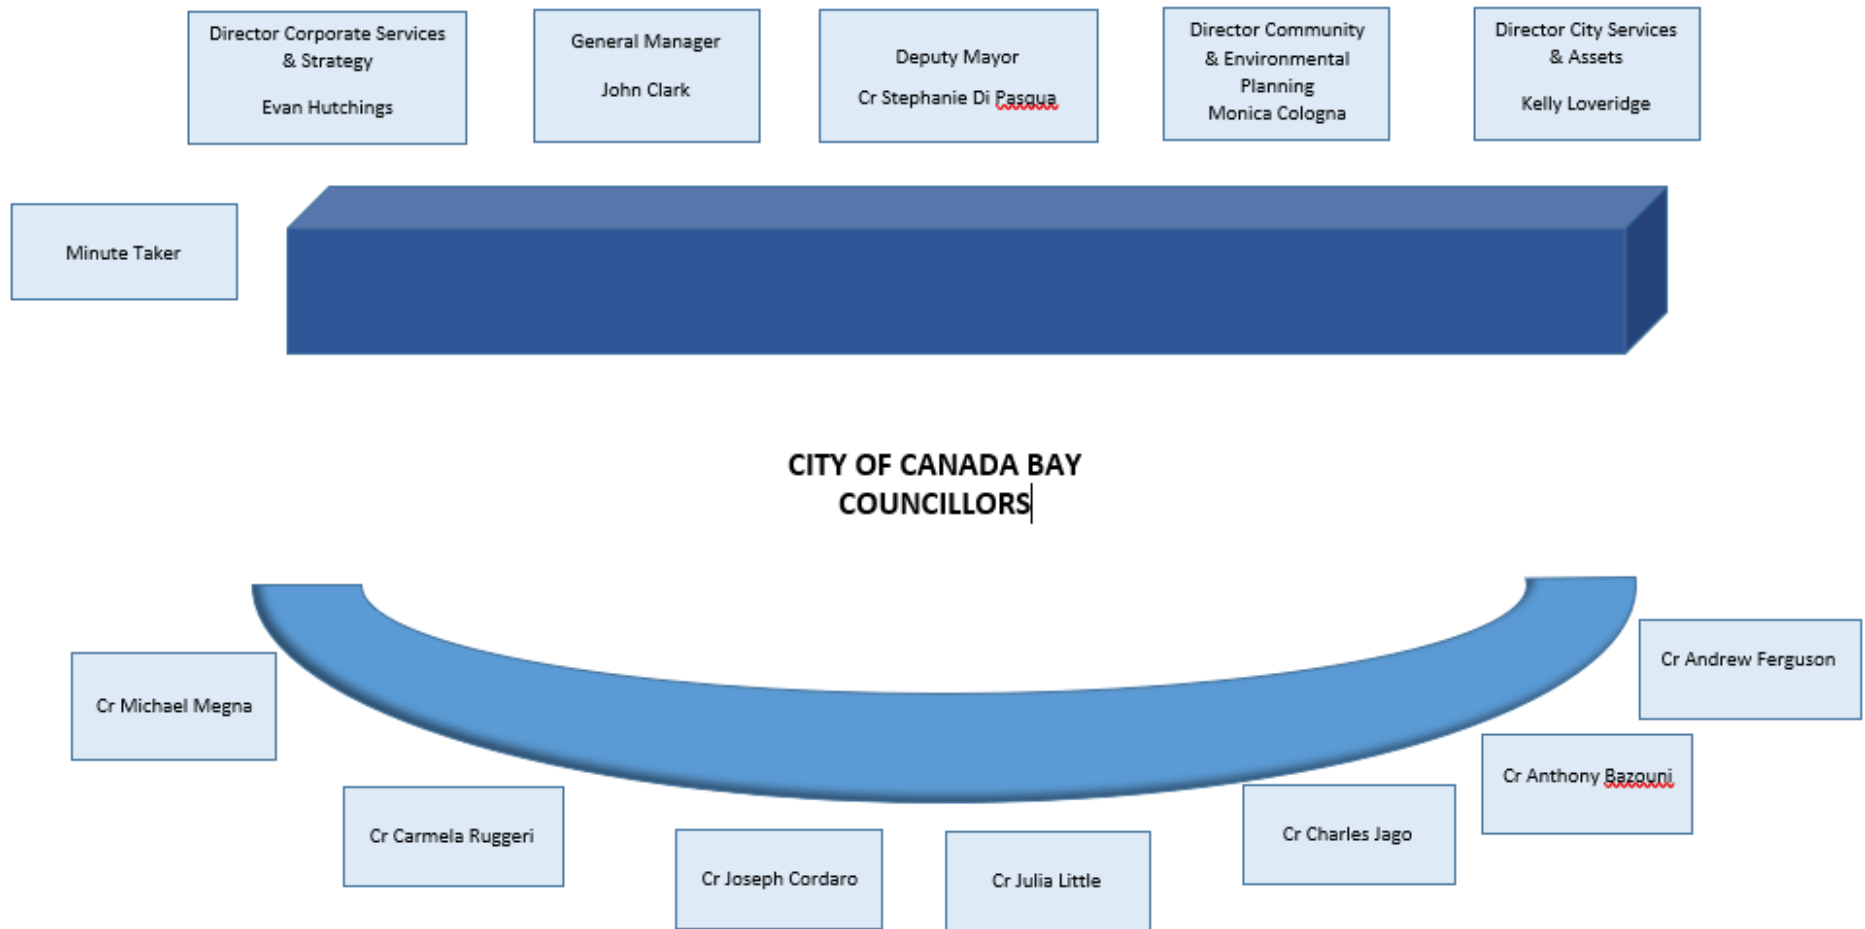 Director Corporate Services
& Strategy
Evan Hutchings
General Manager
John Clark
Deputy Mayor
Cr Stephanie Di Pasqua
Director Community
& Environmental
Planning
Monica Cologna
Director City Services
& Assets
Kelly Loveridge
Minute Taker
CITY OF CANADA BAY
COUNCILLORS
Cr Michael Megna
Cr Carmela Ruggeri
Cr Joseph Cordaro
Cr Julia Little
Cr Charles Jago
Cr Anthony Bazouni
Cr Andrew Ferguson